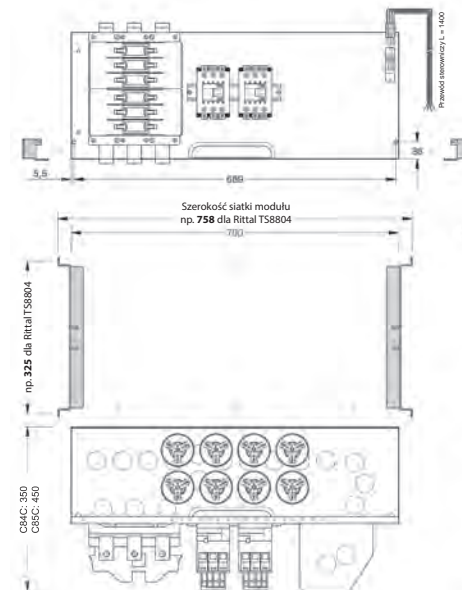 Przewód sterowniczy L = 1400
36
5,5
689
Szerokość siatki modułu
np. 758 dla Rittal TS8804
700
np. 325 dla Rittal TS8804
C84C: 350
C85C: 450